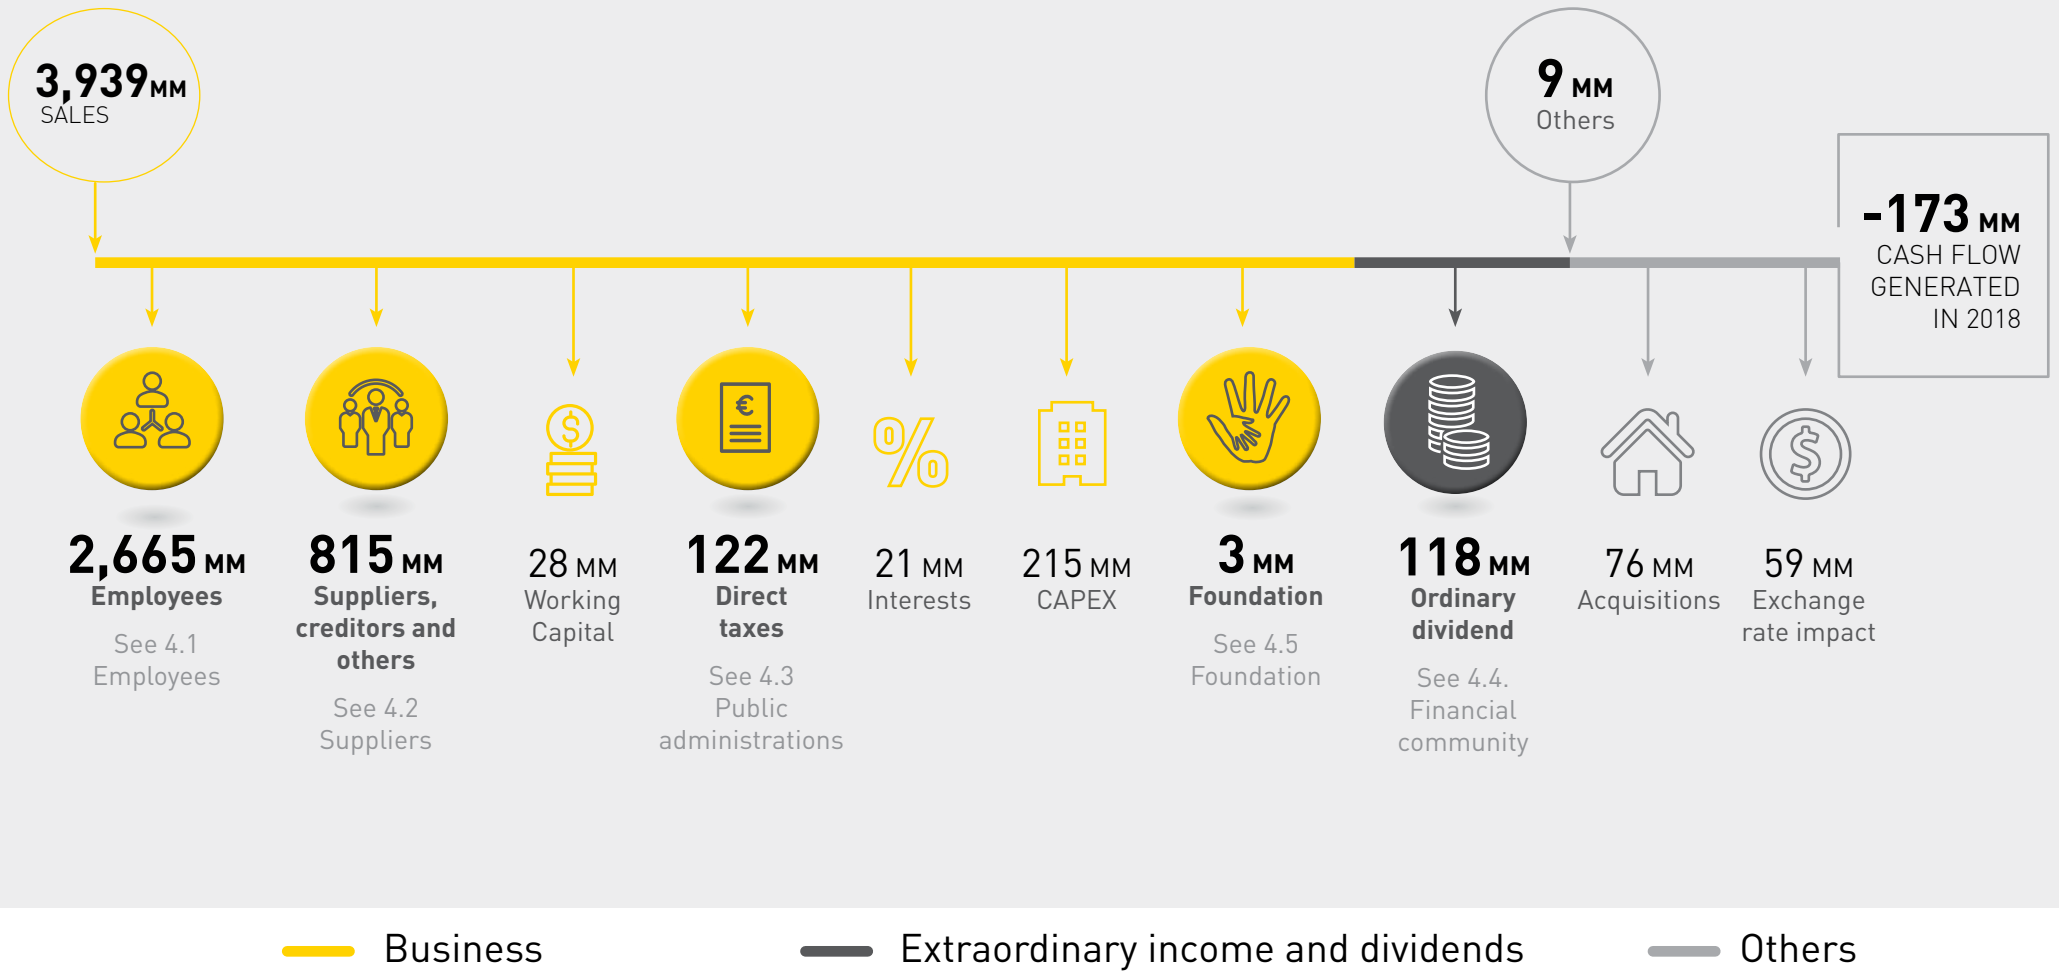 3,939 MM
SALES
9 MM
Others
-173 MM
CASH FLOW
GENERATED
IN 2018
€
$
%
$
2,665 MM
Employees
See 4.1
Employees
815 MM
Suppliers,
creditors and
others
See 4.2
Suppliers
28 MM
Working
Capital
122 MM
Direct
taxes
See 4.3
Public
administrations
21 MM
Interests
215 MM
CAPEX
3 MM
Foundation
See 4.5
Foundation
118 MM
Ordinary
dividend
See 4.4.
Financial
community
76 MM
Acquisitions
59 MM
Exchange
rate impact
Business
Extraordinary income and dividends
Others